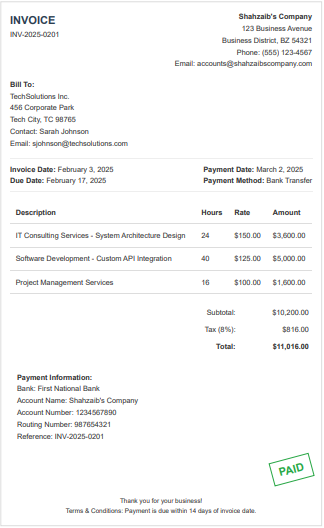 INVOICE
INV-2025-0201
Shahzaib's Company
123 Business Avenue
Business District, BZ 54321
Phone: (555) 123-4567
Email: accounts@shahzaibscompany.com
Bill To:
TechSolutions Inc.
456 Corporate Park
Tech City, TC 98765
Contact: Sarah Johnson
Email: sjohnson@techsolutions.com
Invoice Date: February 3, 2025
Due Date: February 17, 2025
Payment Date: March 2, 2025
Payment Method: Bank Transfer
Description Hours Rate Amount
IT Consulting Services - System Architecture Design 24 $150.00 $3,600.00
Software Development - Custom API Integration 40 $125.00 $5,000.00
Project Management Services 16 $100.00 $1,600.00
Subtotal: $10,200.00
Tax (8%): $816.00
Total: $11,016.00
Payment Information:
Bank: First National Bank
Account Name: Shahzaib's Company
Account Number: 1234567890
Routing Number: 987654321
Reference: INV-2025-0201
PAID
Thank you for your business!
Terms & Conditions: Payment is due within 14 days of invoice date.